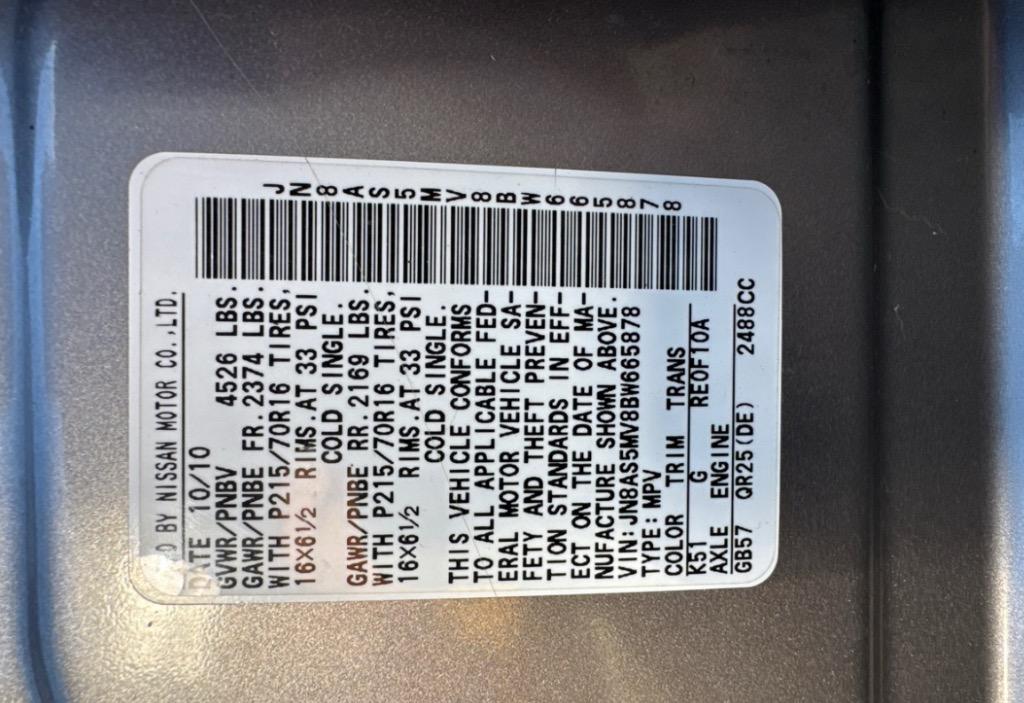 D BY NISSAN MOTOR CO.,LTD.
DATE 10/10
GVWR/PNBV 4526 LBS.
GAWR/PNBE FR.2374 LBS.
WITH P215/70R16 TIRES,
16X6½ RIMS.AT 33 PSI
COLD SINGLE.
GAWR/PNBE RR.2169 LBS.
WITH P215/70R16 TIRES,
16X6½ RIMS.AT 33 PSI
COLD SINGLE.
THIS VEHICLE CONFORMS
TO ALL APPLICABLE FED-
ERAL MOTOR VEHICLE SA-
FETY AND THEFT PREVEN-
TION STANDARDS IN EFF-
ECT ON THE DATE OF MA-
NUFACTURE SHOWN ABOVE.
VIN: JN8AS5MV8BW665878
TYPE: MPV
COLOR TRIM TRANS
K51 G RE0F10A
AXLE ENGINE
GB57 QR25(DE) 2488CC
JN8AS5MV8BW665878